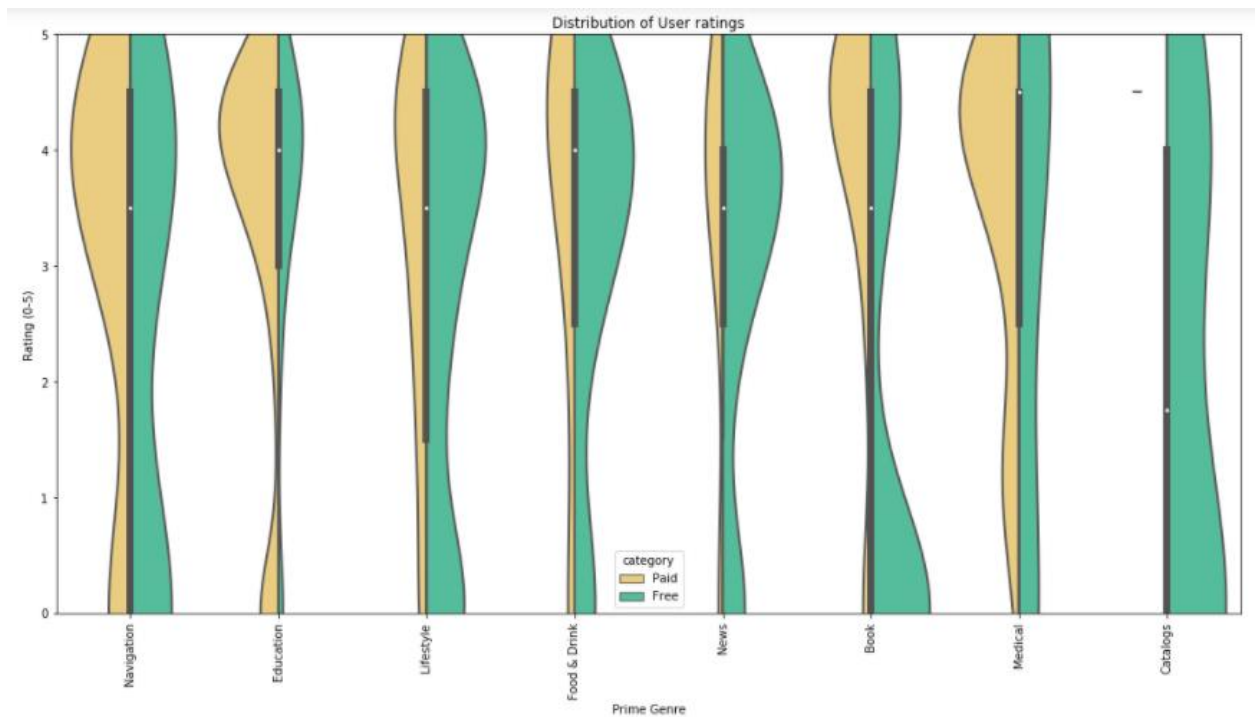 Distribution of User ratings
5
4
3
2
1
0
Rating (0-5)
category
Paid
Free
Navigation
Education
Lifestyle
Food & Drink
News
Book
Medical
Catalogs
Prime Genre